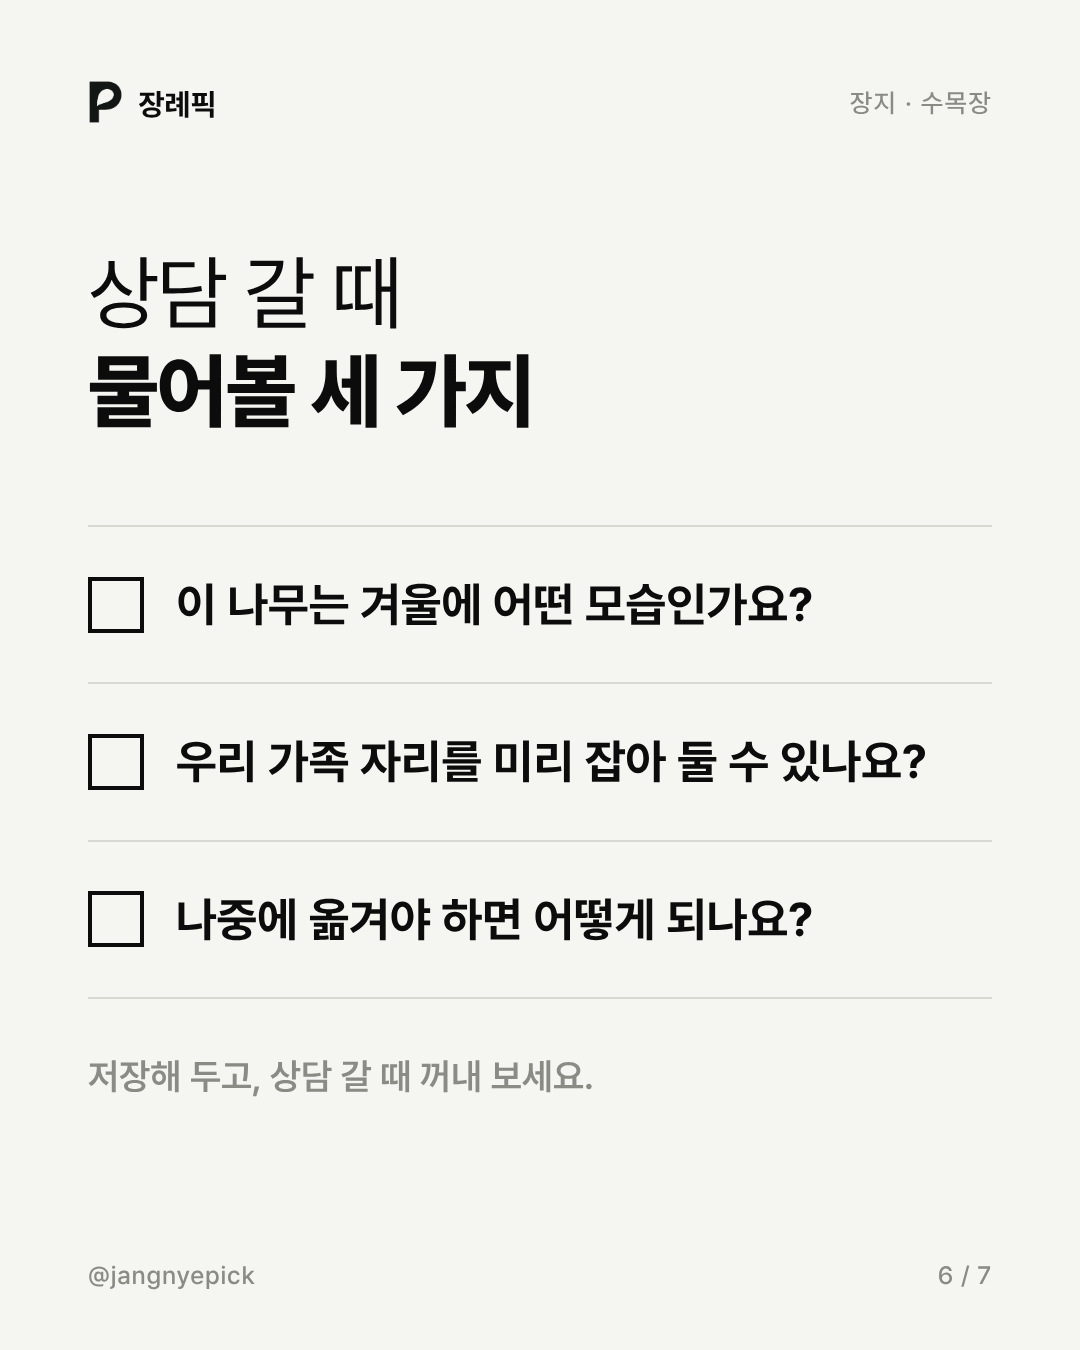 장례픽
장지 · 수목장
상담 갈 때
물어볼 세 가지
이 나무는 겨울에 어떤 모습인가요?
우리 가족 자리를 미리 잡아 둘 수 있나요?
나중에 옮겨야 하면 어떻게 되나요?
저장해 두고, 상담 갈 때 꺼내 보세요.
@jangnyepick
6 / 7